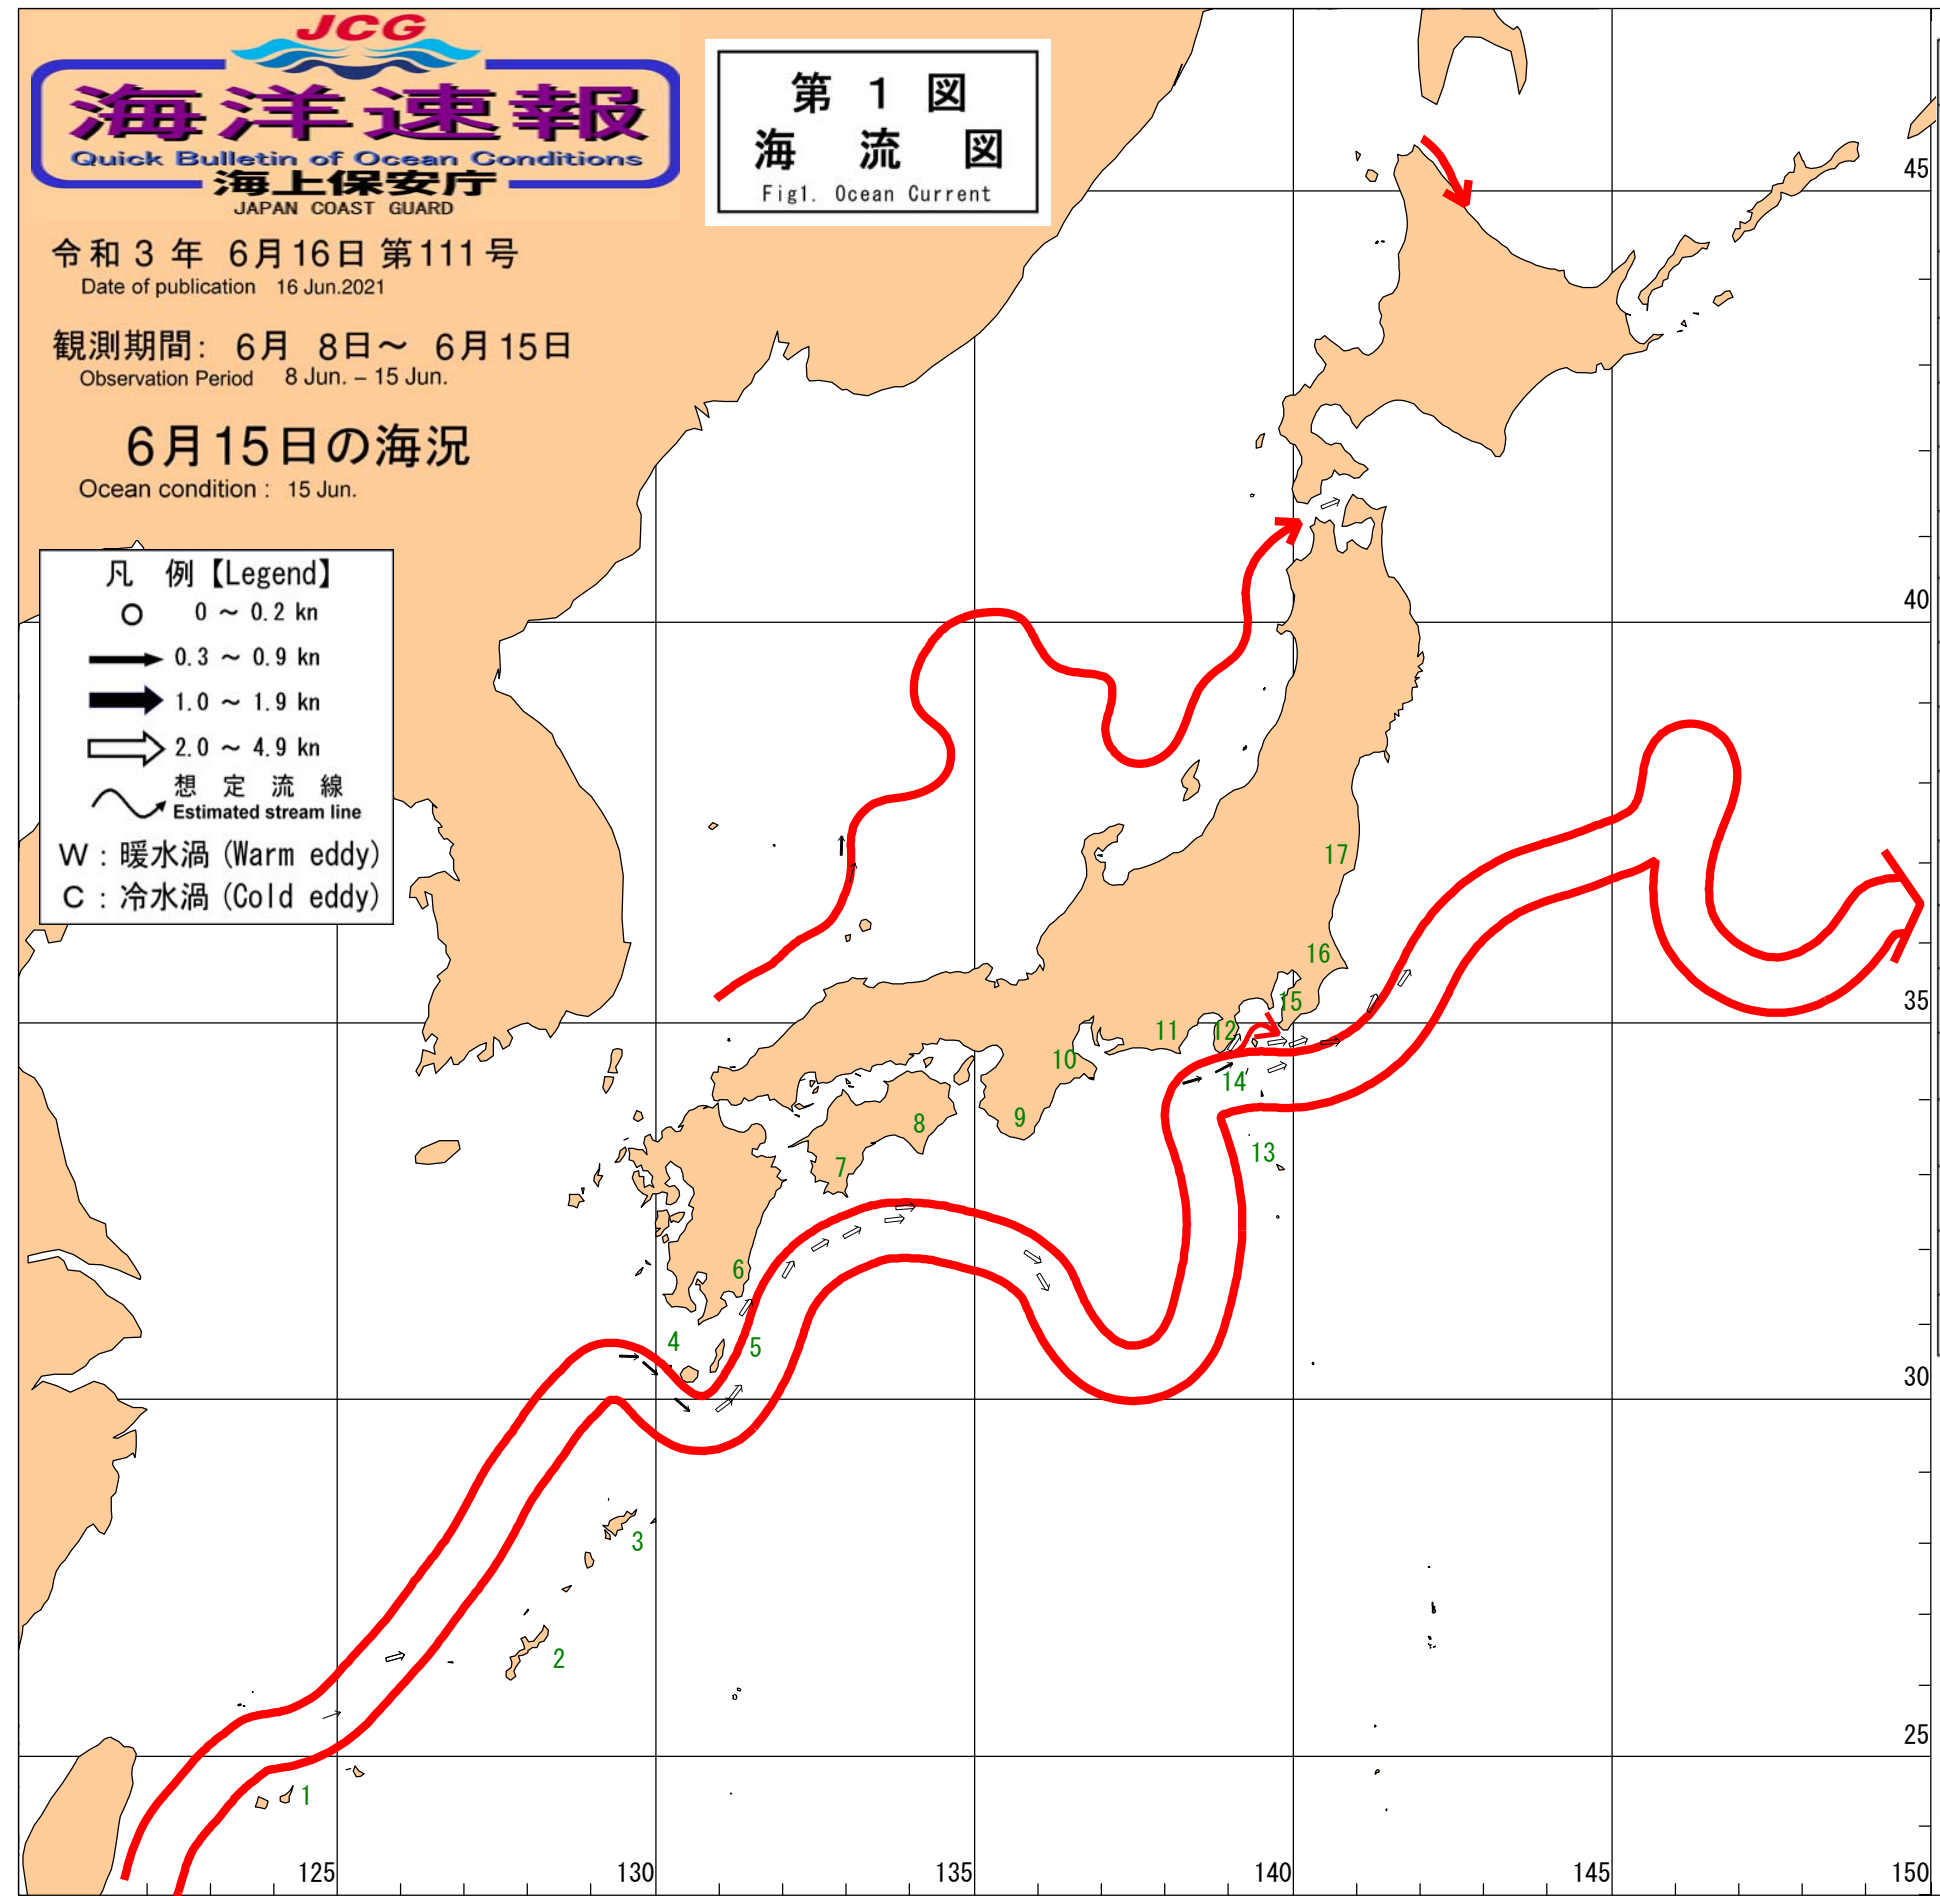 JCG
海洋速報
Quick Bulletin of Ocean Conditions
海上保安庁
JAPAN COAST GUARD
第 1 図
海 流 図
Fig1. Ocean Current
令和 3 年 6月16日 第111号
Date of publication 16 Jun.2021
観測期間: 6月 8日～ 6月15日
Observation Period 8 Jun. – 15 Jun.
6月15日の海況
Ocean condition : 15 Jun.
凡 例【Legend】
0 ～ 0.2 kn
0.3 ～ 0.9 kn
1.0 ～ 1.9 kn
2.0 ～ 4.9 kn
想 定 流 線
Estimated stream line
W : 暖水渦 (Warm eddy)
C : 冷水渦 (Cold eddy)
45
40
35
30
25
17
16
15
11
12
10
14
9
8
13
7
6
4
5
3
2
1
125
130
135
140
145
150